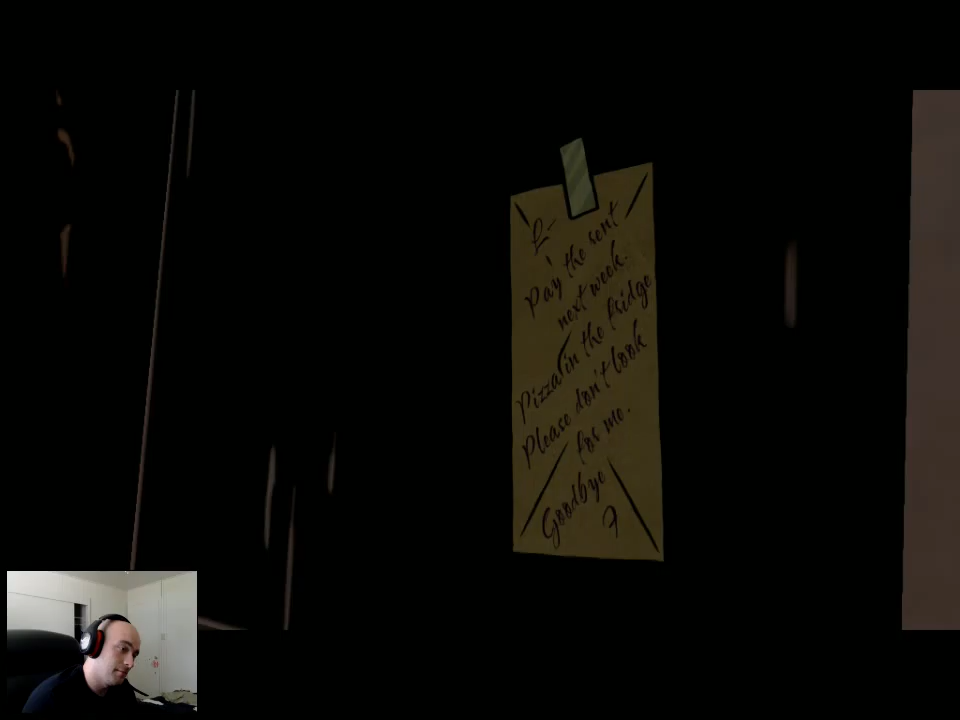 R-
Pay the rent
next week.
Pizza in the fridge
Please don't look
for me.
Goodbye
F